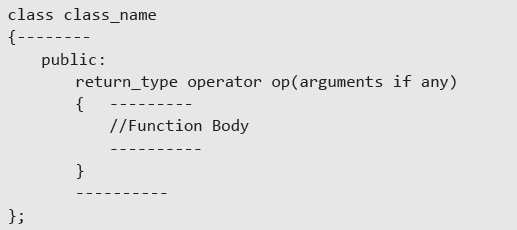 class class_name
{--------
public:
return_type operator op(arguments if any)
{ ---------
//Function Body
----------
}
----------
};